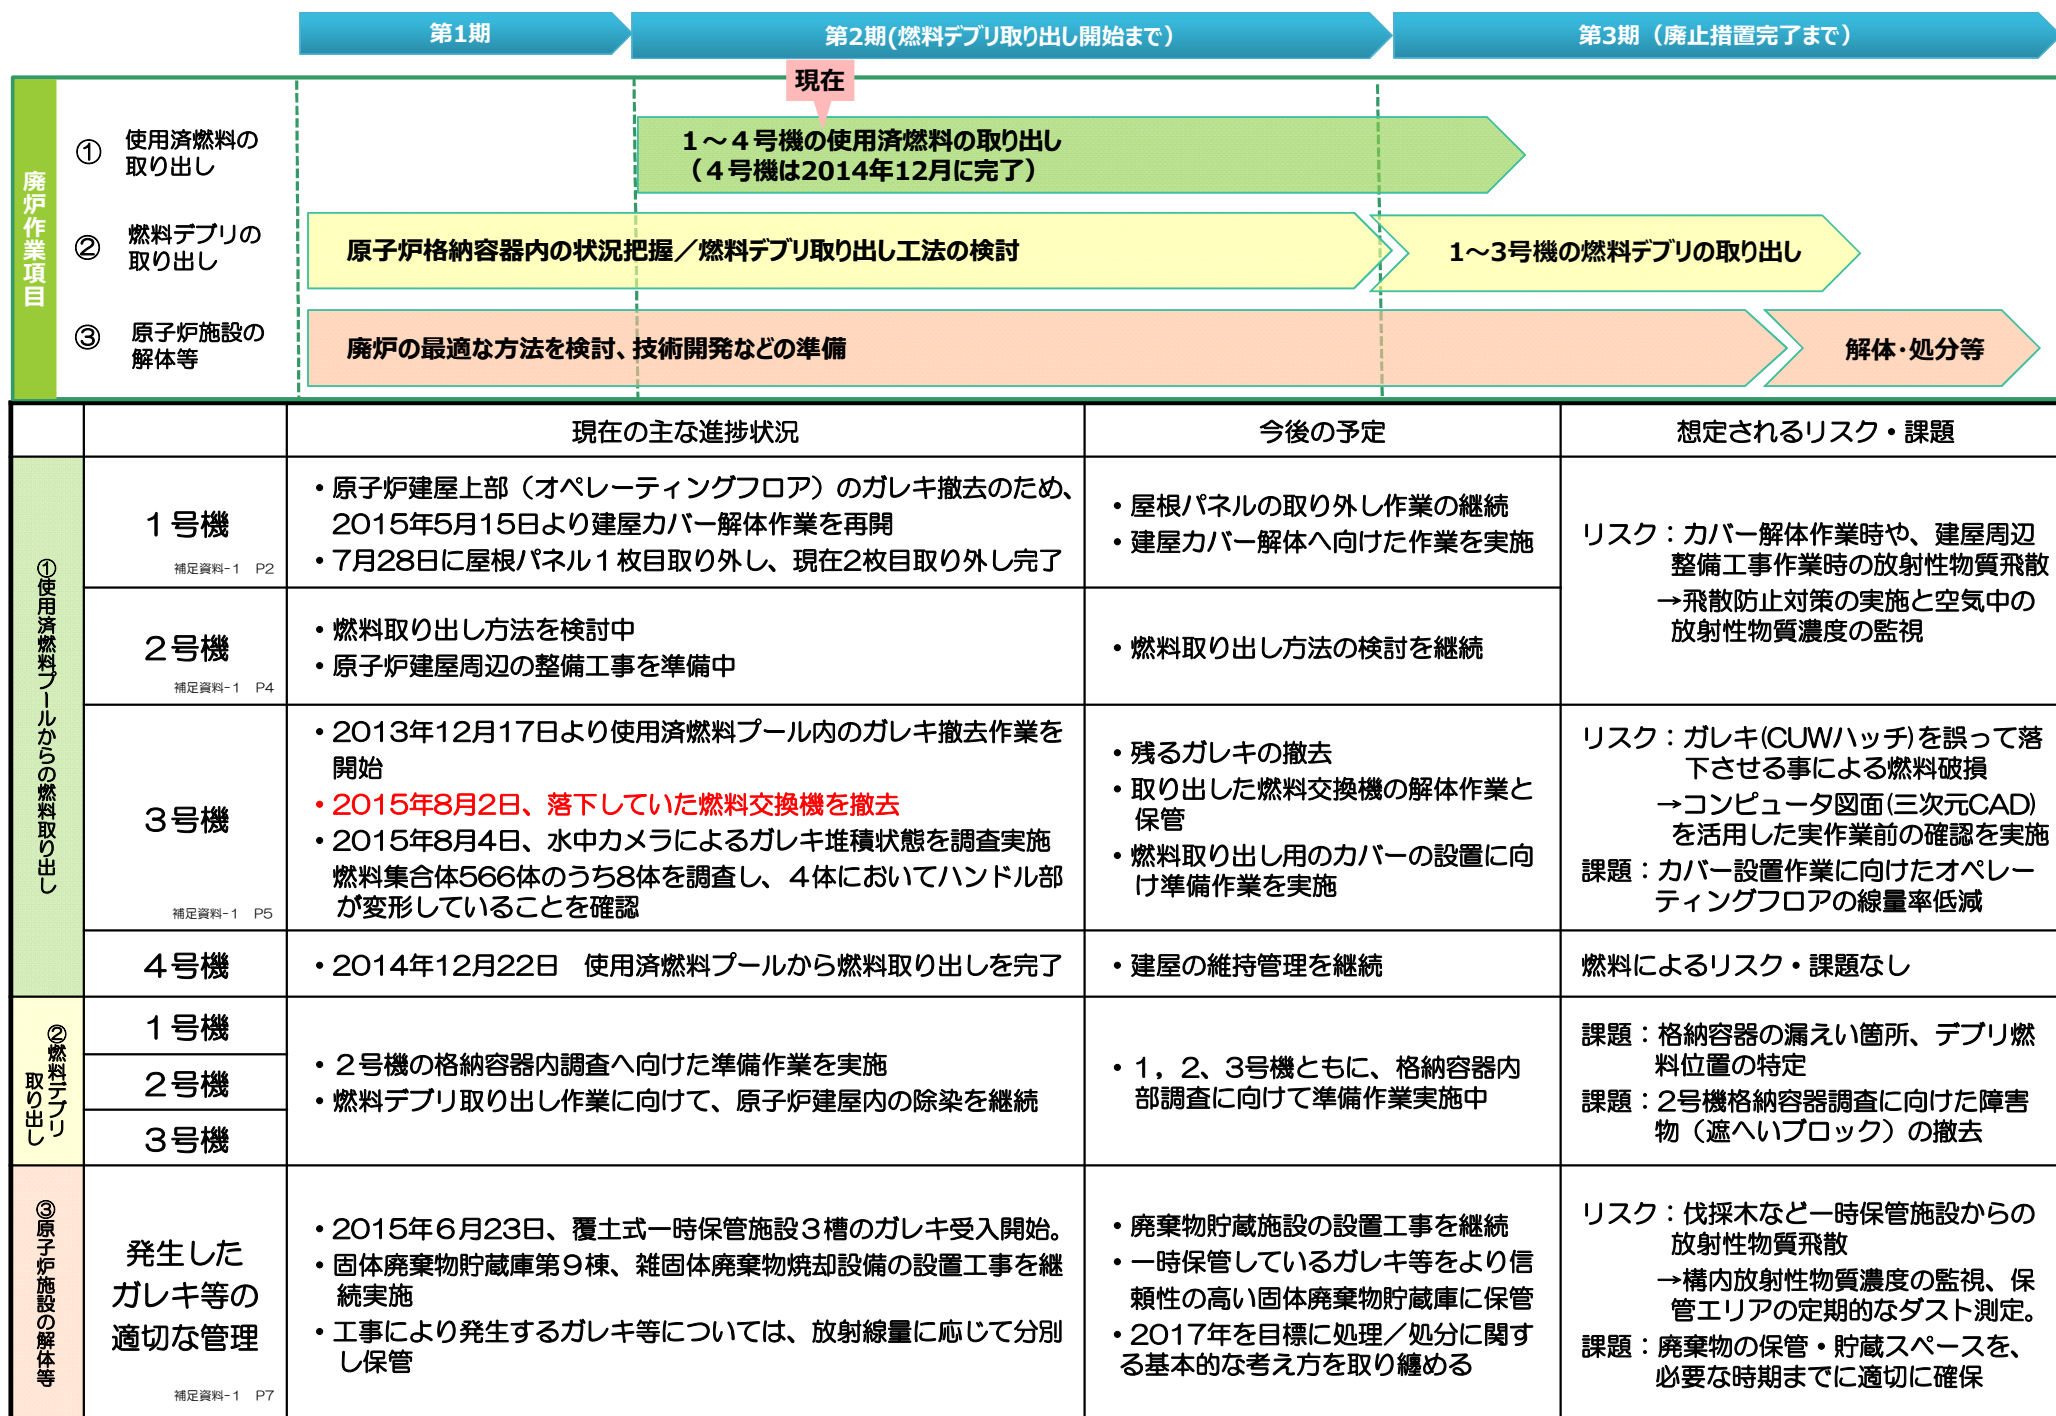 第1期
第2期(燃料デブリ取り出し開始まで)
第3期（廃止措置完了まで）
現在
廃炉作業項目
① 使用済燃料の
取り出し
1～4号機の使用済燃料の取り出し
（4号機は2014年12月に完了）
② 燃料デブリの
取り出し
原子炉格納容器内の状況把握／燃料デブリ取り出し工法の検討
1～3号機の燃料デブリの取り出し
③ 原子炉施設の
解体等
廃炉の最適な方法を検討、技術開発などの準備
解体・処分等
現在の主な進捗状況
今後の予定
想定されるリスク・課題
①使用済燃料プールからの燃料取り出し
1号機
補足資料-1 P2
・原子炉建屋上部（オペレーティングフロア）のガレキ撤去のため、
2015年5月15日より建屋カバー解体作業を再開
・7月28日に屋根パネル1枚目取り外し、現在2枚目取り外し完了
・屋根パネルの取り外し作業の継続
・建屋カバー解体へ向けた作業を実施
リスク：カバー解体作業時や、建屋周辺
整備工事作業時の放射性物質飛散
→飛散防止対策の実施と空気中の
放射性物質濃度の監視
2号機
補足資料-1 P4
・燃料取り出し方法を検討中
・原子炉建屋周辺の整備工事を準備中
・燃料取り出し方法の検討を継続
3号機
補足資料-1 P5
・2013年12月17日より使用済燃料プール内のガレキ撤去作業を
開始
・2015年8月2日、落下していた燃料交換機を撤去
・2015年8月4日、水中カメラによるガレキ堆積状態を調査実施
燃料集合体566体のうち8体を調査し、4体においてハンドル部
が変形していることを確認
・残るガレキの撤去
・取り出した燃料交換機の解体作業と
保管
・燃料取り出し用のカバーの設置に向
け準備作業を実施
リスク：ガレキ(CUWハッチ)を誤って落
下させる事による燃料破損
→コンピュータ図面(三次元CAD)
を活用した実作業前の確認を実施
課題：カバー設置作業に向けたオペレー
ティングフロアの線量率低減
4号機
・2014年12月22日　使用済燃料プールから燃料取り出しを完了
・建屋の維持管理を継続
燃料によるリスク・課題なし
②燃料デブリ
取り出し
1号機
2号機
3号機
・2号機の格納容器内調査へ向けた準備作業を実施
・燃料デブリ取り出し作業に向けて、原子炉建屋内の除染を継続
・1，2、3号機ともに、格納容器内
部調査に向けて準備作業実施中
課題：格納容器の漏えい箇所、デブリ燃
料位置の特定
課題：2号機格納容器調査に向けた障害
物（遮へいブロック）の撤去
③原子炉施設の解体等
発生した
ガレキ等の
適切な管理
補足資料-1 P7
・2015年6月23日、覆土式一時保管施設3槽のガレキ受入開始。
・固体廃棄物貯蔵庫第9棟、雑固体廃棄物焼却設備の設置工事を継
続実施
・工事により発生するガレキ等については、放射線量に応じて分別
し保管
・廃棄物貯蔵施設の設置工事を継続
・一時保管しているガレキ等をより信
頼性の高い固体廃棄物貯蔵庫に保管
・2017年を目標に処理／処分に関す
る基本的な考え方を取り纏める
リスク：伐採木など一時保管施設からの
放射性物質飛散
→構内放射性物質濃度の監視、保
管エリアの定期的なダスト測定。
課題：廃棄物の保管・貯蔵スペースを、
必要な時期までに適切に確保